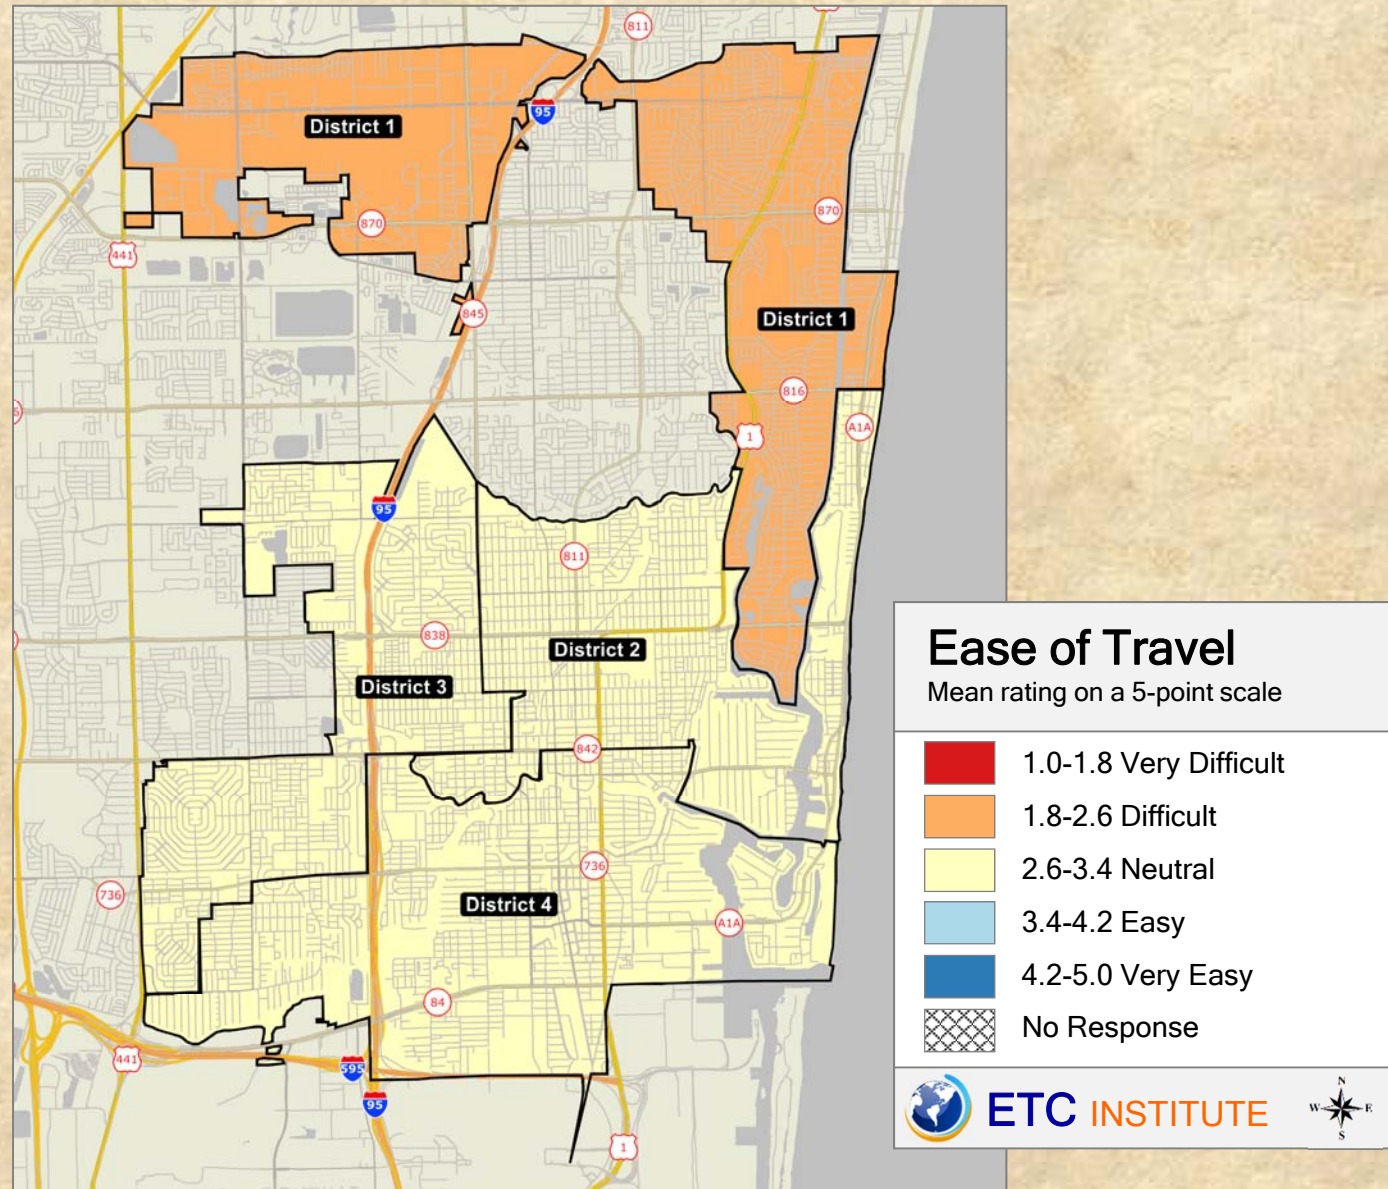 811
95
District 1
870
870
441
845
District 1
816
1
A1A
95
811
838
District 2
District 3
842
736
736
District 4
A1A
84
441
595
95
1
Ease of Travel
Mean rating on a 5-point scale
1.0-1.8 Very Difficult
1.8-2.6 Difficult
2.6-3.4 Neutral
3.4-4.2 Easy
4.2-5.0 Very Easy
No Response
ETC INSTITUTE
N
W E
S